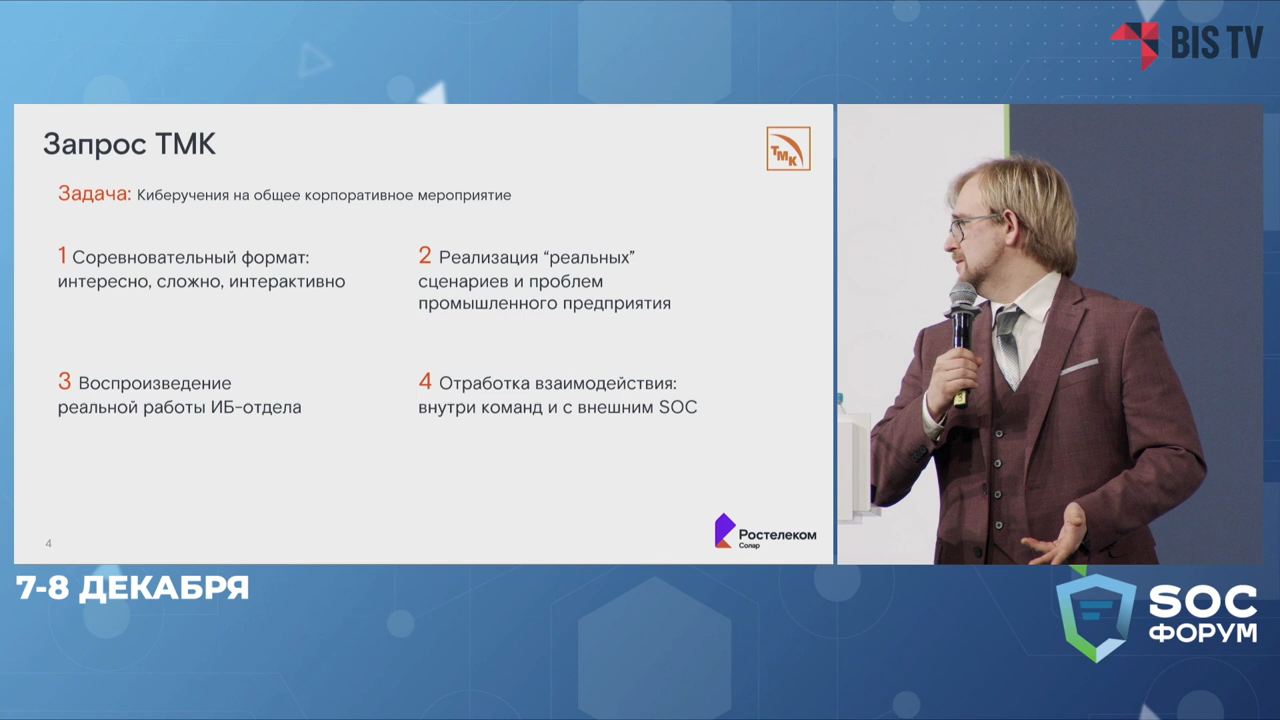 BIS TV
Запрос ТМК
ТМК
Задача: Киберучения на общее корпоративное мероприятие
1 Соревновательный формат:
интересно, сложно, интерактивно
2 Реализация “реальных”
сценариев и проблем
промышленного предприятия
3 Воспроизведение
реальной работы ИБ-отдела
4 Отработка взаимодействия:
внутри команд и с внешним SOC
4
Ростелеком
Солар
7-8 ДЕКАБРЯ
SOC
ФОРУМ